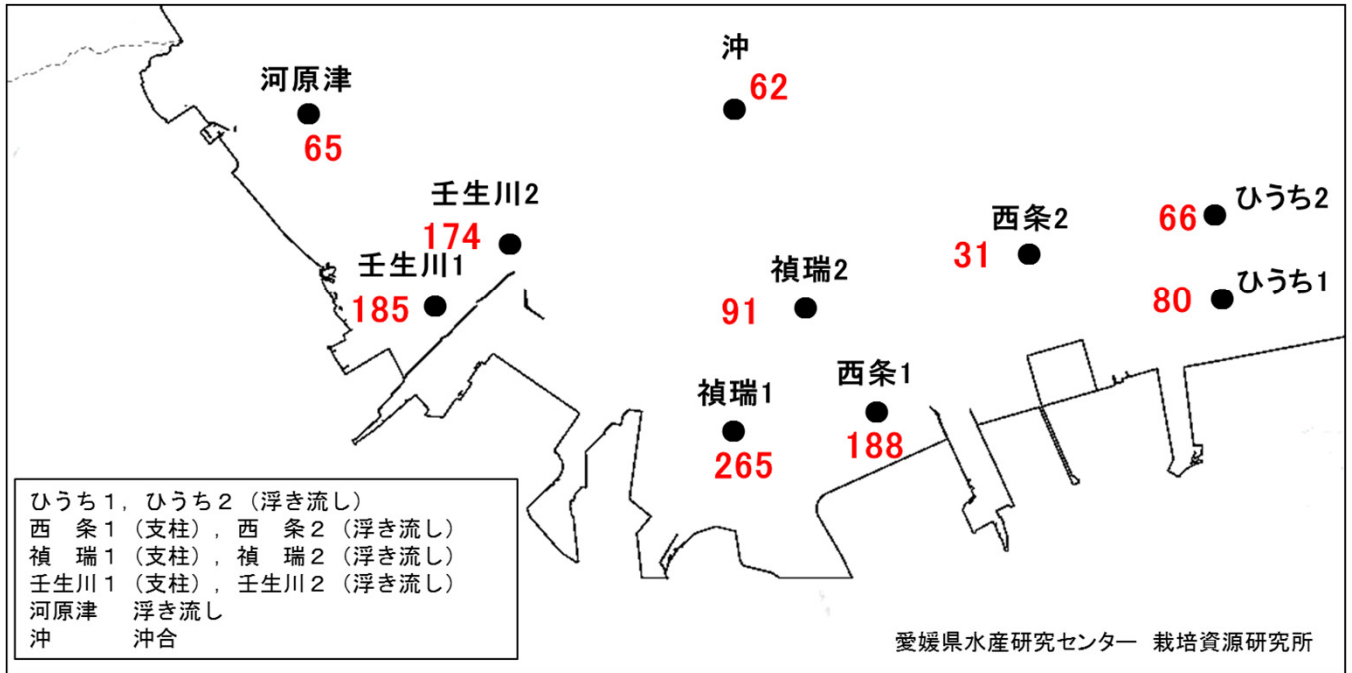 沖
62
河原津
65
壬生川2
174
ひうち2
66
西条2
31
壬生川1
185
禎瑞2
91
ひうち1
80
西条1
188
禎瑞1
265
ひうち1，ひうち2（浮き流し）
西　条1（支柱），西　条2（浮き流し）
禎　瑞1（支柱），禎　瑞2（浮き流し）
壬生川1（支柱），壬生川2（浮き流し）
河原津　浮き流し
沖　　　沖合
愛媛県水産研究センター 栽培資源研究所